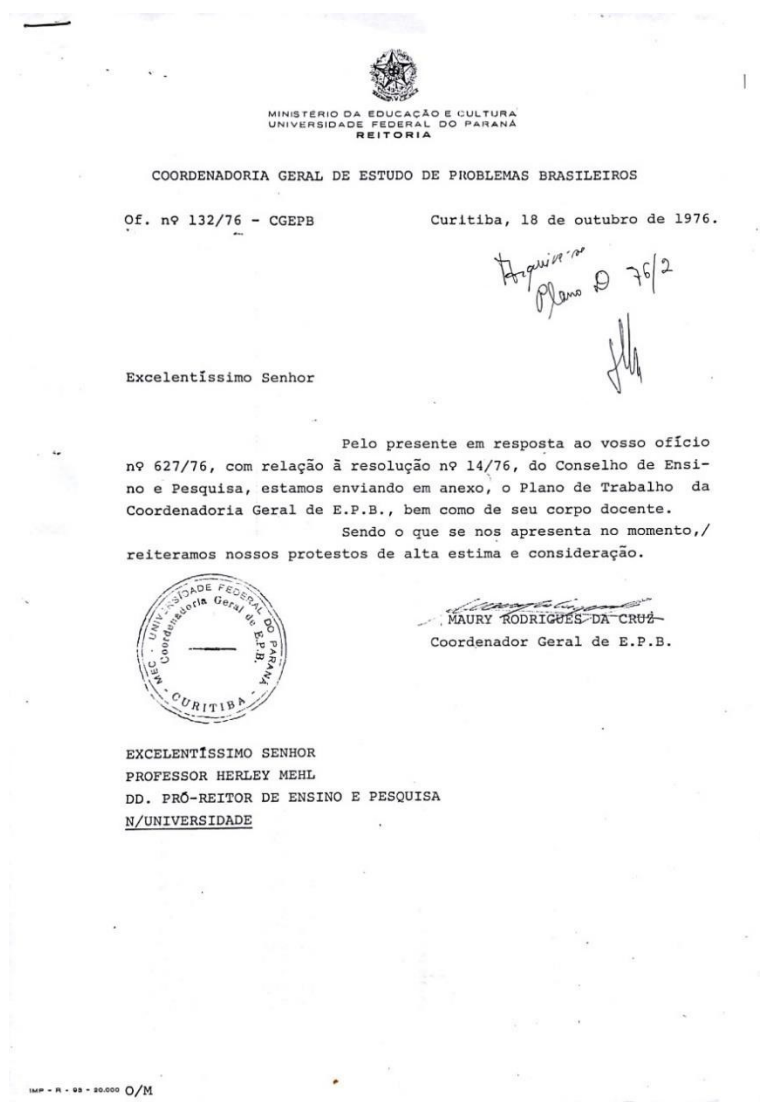 MINISTÉRIO DA EDUCAÇÃO E CULTURA
UNIVERSIDADE FEDERAL DO PARANÁ
REITORIA
COORDENADORIA GERAL DE ESTUDO DE PROBLEMAS BRASILEIROS
Of. nº 132/76 - CGEPB
Curitiba, 18 de outubro de 1976.
Arquive-se
Plano D 76/2
Excelentíssimo Senhor
Pelo presente em resposta ao vosso ofício
nº 627/76, com relação à resolução nº 14/76, do Conselho de Ensi-
no e Pesquisa, estamos enviando em anexo, o Plano de Trabalho da
Coordenadoria Geral de E.P.B., bem como de seu corpo docente.
Sendo o que se nos apresenta no momento,/
reiteramos nossos protestos de alta estima e consideração.
MEC - UNIVERSIDADE FEDERAL DO PARANÁ
Coordenadoria Geral de E.P.B.
- CURITIBA -
MAURY RODRIGUES DA CRUZ
Coordenador Geral de E.P.B.
EXCELENTÍSSIMO SENHOR
PROFESSOR HERLEY MEHL
DD. PRÓ-REITOR DE ENSINO E PESQUISA
N/UNIVERSIDADE
IMP - R - 93 - 20.000 O/M